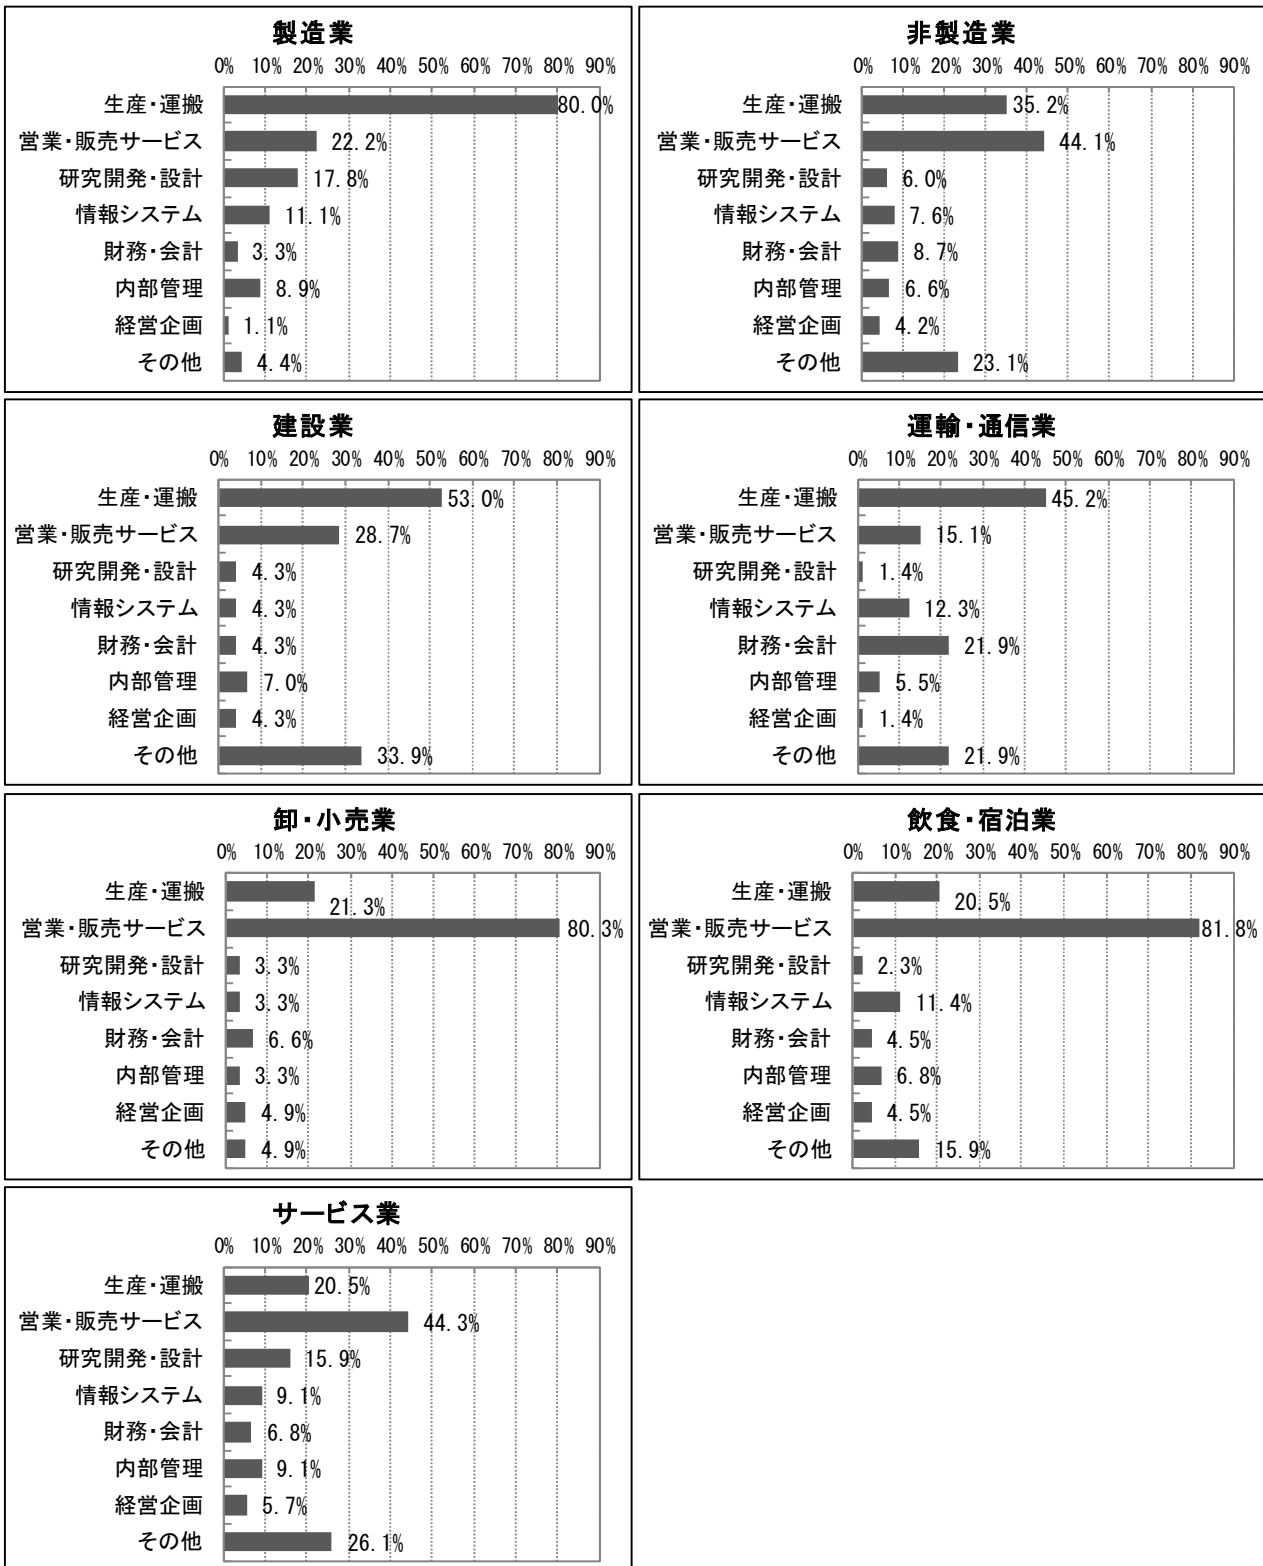 製造業
0% 10% 20% 30% 40% 50% 60% 70% 80% 90%
生産・運搬 80.0%
営業・販売サービス 22.2%
研究開発・設計 17.8%
情報システム 11.1%
財務・会計 3.3%
内部管理 8.9%
経営企画 1.1%
その他 4.4%
非製造業
0% 10% 20% 30% 40% 50% 60% 70% 80% 90%
生産・運搬 35.2%
営業・販売サービス 44.1%
研究開発・設計 6.0%
情報システム 7.6%
財務・会計 8.7%
内部管理 6.6%
経営企画 4.2%
その他 23.1%
建設業
0% 10% 20% 30% 40% 50% 60% 70% 80% 90%
生産・運搬 53.0%
営業・販売サービス 28.7%
研究開発・設計 4.3%
情報システム 4.3%
財務・会計 4.3%
内部管理 7.0%
経営企画 4.3%
その他 33.9%
運輸・通信業
0% 10% 20% 30% 40% 50% 60% 70% 80% 90%
生産・運搬 45.2%
営業・販売サービス 15.1%
研究開発・設計 1.4%
情報システム 12.3%
財務・会計 21.9%
内部管理 5.5%
経営企画 1.4%
その他 21.9%
卸・小売業
0% 10% 20% 30% 40% 50% 60% 70% 80% 90%
生産・運搬 21.3%
営業・販売サービス 80.3%
研究開発・設計 3.3%
情報システム 3.3%
財務・会計 6.6%
内部管理 3.3%
経営企画 4.9%
その他 4.9%
飲食・宿泊業
0% 10% 20% 30% 40% 50% 60% 70% 80% 90%
生産・運搬 20.5%
営業・販売サービス 81.8%
研究開発・設計 2.3%
情報システム 11.4%
財務・会計 4.5%
内部管理 6.8%
経営企画 4.5%
その他 15.9%
サービス業
0% 10% 20% 30% 40% 50% 60% 70% 80% 90%
生産・運搬 20.5%
営業・販売サービス 44.3%
研究開発・設計 15.9%
情報システム 9.1%
財務・会計 6.8%
内部管理 9.1%
経営企画 5.7%
その他 26.1%